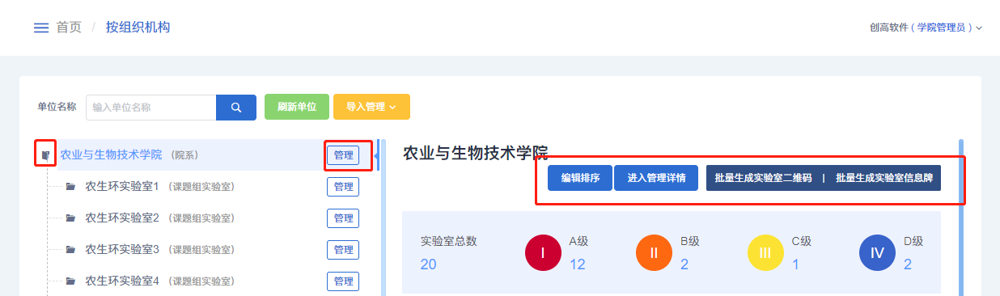 首页 / 按组织机构
创高软件 ( 学院管理员 )
单位名称 输入单位名称 刷新单位 导入管理
农业与生物技术学院 (院系) 管理
农生环实验室1 (课题组实验室) 管理
农生环实验室2 (课题组实验室) 管理
农生环实验室3 (课题组实验室) 管理
农生环实验室4 (课题组实验室) 管理
农业与生物技术学院
编辑排序 进入管理详情 批量生成实验室二维码 | 批量生成实验室信息牌
实验室总数
20
I A级
12
II B级
2
III C级
1
IV D级
2